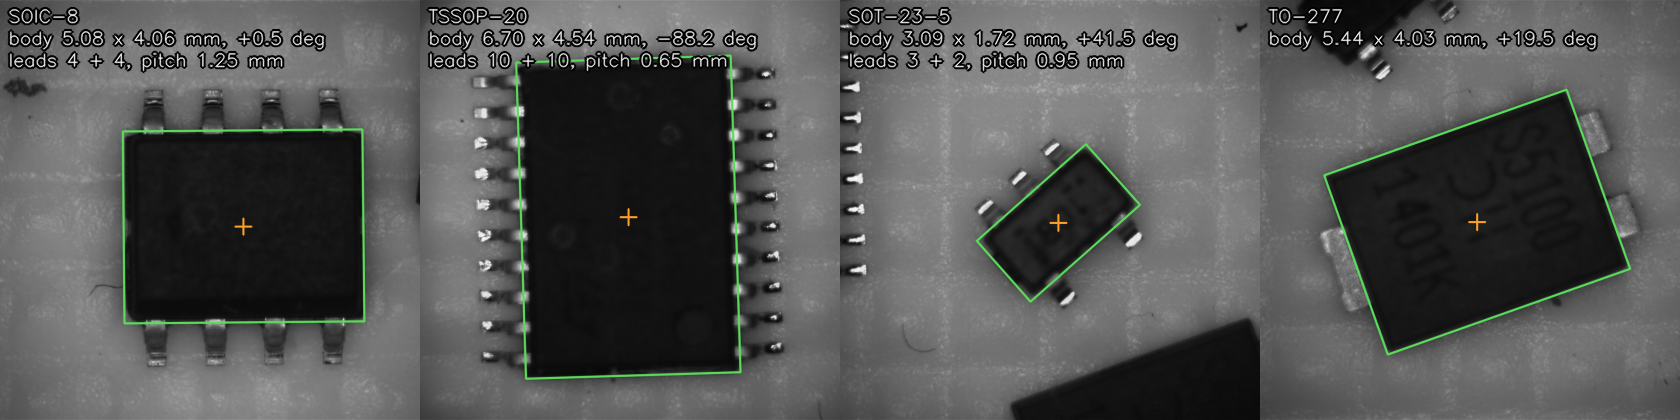 SOIC-8
body 5.08 x 4.06 mm, +0.5 deg
leads 4 + 4, pitch 1.25 mm
TSSOP-20
body 6.70 x 4.54 mm, -88.2 deg
leads 10 + 10, pitch 0.65 mm
SOT-23-5
body 3.09 x 1.72 mm, +41.5 deg
leads 3 + 2, pitch 0.95 mm
TO-277
body 5.44 x 4.03 mm, +19.5 deg
S5100
1401K